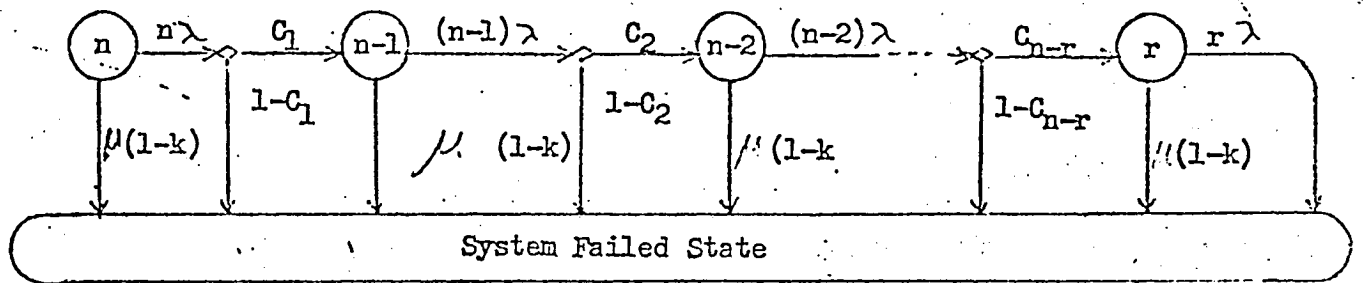 n nλ C1 n-1 (n-1)λ C2 n-2 (n-2)λ Cn-r r r λ
1-C1 1-C2 1-Cn-r
μ(1-k) μ (1-k) μ(1-k μ(1-k)
System Failed State